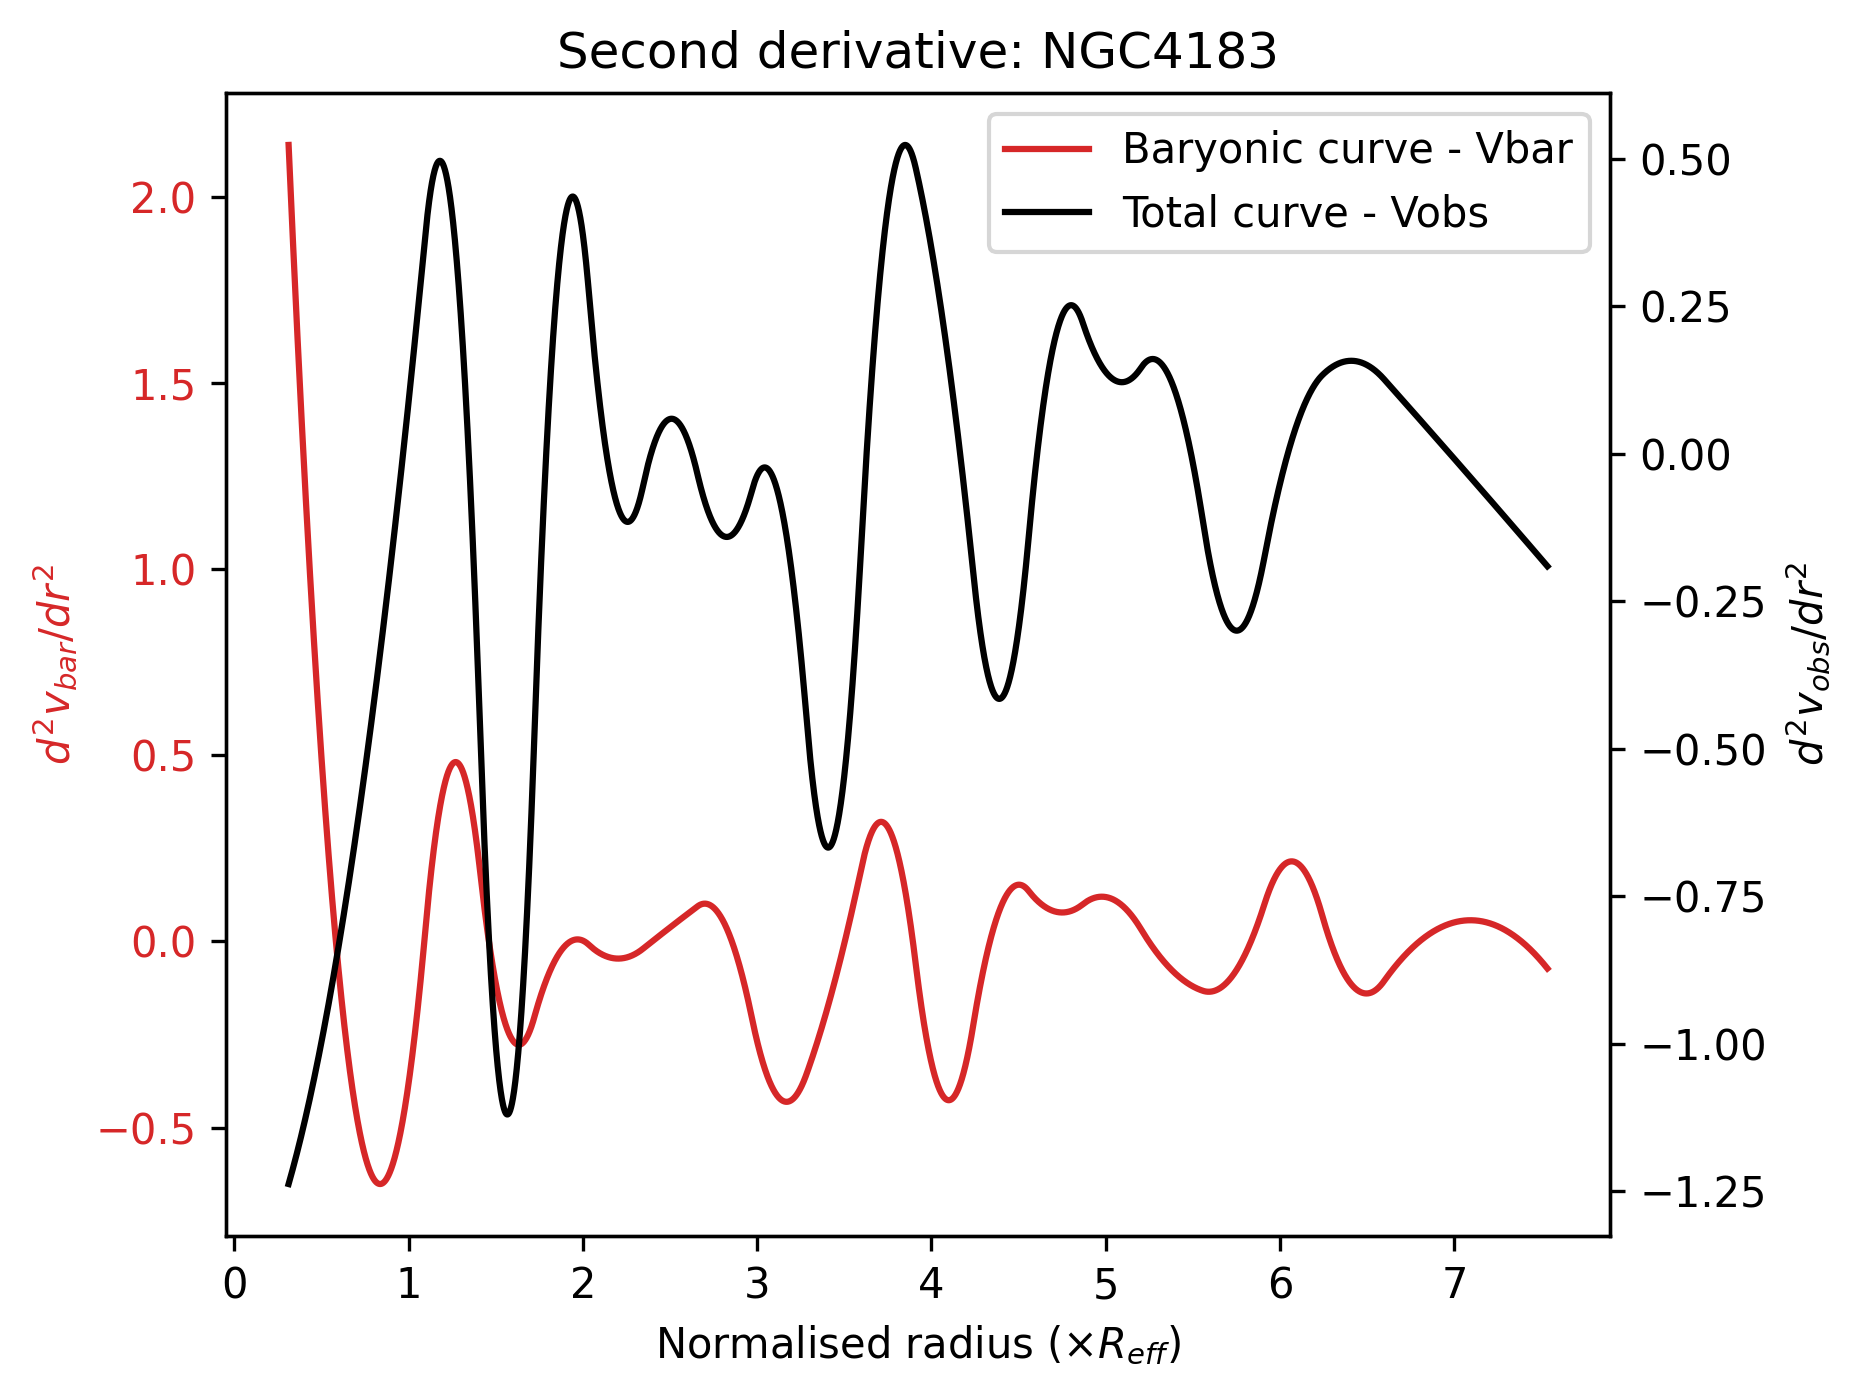 Second derivative: NGC4183
Baryonic curve - Vbar
Total curve - Vobs
2.0
1.5
1.0
0.5
0.0
−0.5
d²v_bar/dr²
0.50
0.25
0.00
−0.25
−0.50
−0.75
−1.00
−1.25
d²v_obs/dr²
0 1 2 3 4 5 6 7
Normalised radius (×R_eff)